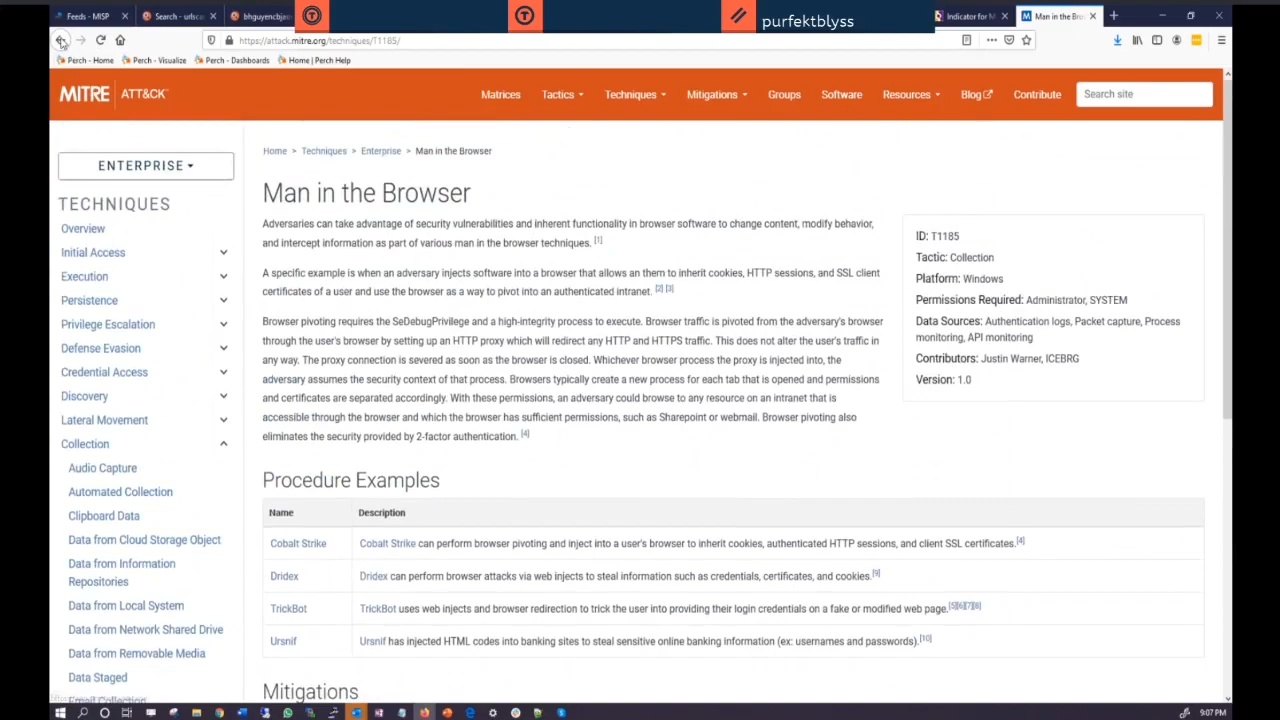 Feeds - MISP
Search - urlsca
bhguyencbjao
purfektblyss
Indicator for M
Man in the Bro
https://attack.mitre.org/techniques/T1185/
Perch - Home
Perch - Visualize
Perch - Dashboards
Home | Perch Help
MITRE | ATT&CK™
Matrices
Tactics
Techniques
Mitigations
Groups
Software
Resources
Blog
Contribute
Search site
ENTERPRISE
TECHNIQUES
Overview
Initial Access
Execution
Persistence
Privilege Escalation
Defense Evasion
Credential Access
Discovery
Lateral Movement
Collection
Audio Capture
Automated Collection
Clipboard Data
Data from Cloud Storage Object
Data from Information
Repositories
Data from Local System
Data from Network Shared Drive
Data from Removable Media
Data Staged
Email Collection
Home > Techniques > Enterprise > Man in the Browser
Man in the Browser
Adversaries can take advantage of security vulnerabilities and inherent functionality in browser software to change content, modify behavior,
and intercept information as part of various man in the browser techniques. [1]
A specific example is when an adversary injects software into a browser that allows an them to inherit cookies, HTTP sessions, and SSL client
certificates of a user and use the browser as a way to pivot into an authenticated intranet. [2] [3]
Browser pivoting requires the SeDebugPrivilege and a high-integrity process to execute. Browser traffic is pivoted from the adversary's browser
through the user's browser by setting up an HTTP proxy which will redirect any HTTP and HTTPS traffic. This does not alter the user's traffic in
any way. The proxy connection is severed as soon as the browser is closed. Whichever browser process the proxy is injected into, the
adversary assumes the security context of that process. Browsers typically create a new process for each tab that is opened and permissions
and certificates are separated accordingly. With these permissions, an adversary could browse to any resource on an intranet that is
accessible through the browser and which the browser has sufficient permissions, such as Sharepoint or webmail. Browser pivoting also
eliminates the security provided by 2-factor authentication. [4]
ID: T1185
Tactic: Collection
Platform: Windows
Permissions Required: Administrator, SYSTEM
Data Sources: Authentication logs, Packet capture, Process
monitoring, API monitoring
Contributors: Justin Warner, ICEBRG
Version: 1.0
Procedure Examples
Name Description
Cobalt Strike Cobalt Strike can perform browser pivoting and inject into a user's browser to inherit cookies, authenticated HTTP sessions, and client SSL certificates.[4]
Dridex Dridex can perform browser attacks via web injects to steal information such as credentials, certificates, and cookies.[9]
TrickBot TrickBot uses web injects and browser redirection to trick the user into providing their login credentials on a fake or modified web page.[5][6][7][8]
Ursnif Ursnif has injected HTML codes into banking sites to steal sensitive online banking information (ex: usernames and passwords).[10]
Mitigations
9:07 PM